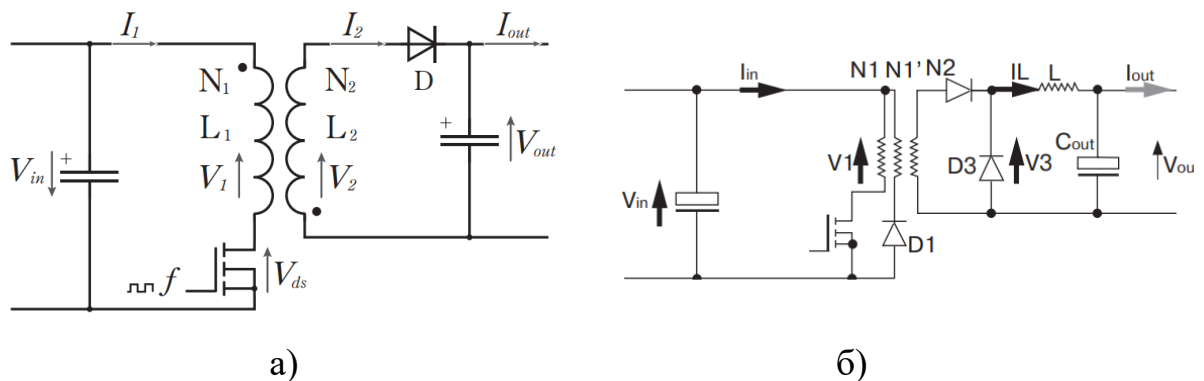 I1 I2 Iout
N1 N2 D
L1 L2
Vin + V1 V2 + Vout
f Vds
а)
Iin N1 N1' N2 IL L Iout
Vin V1 D3 V3 Cout Vou
D1
б)